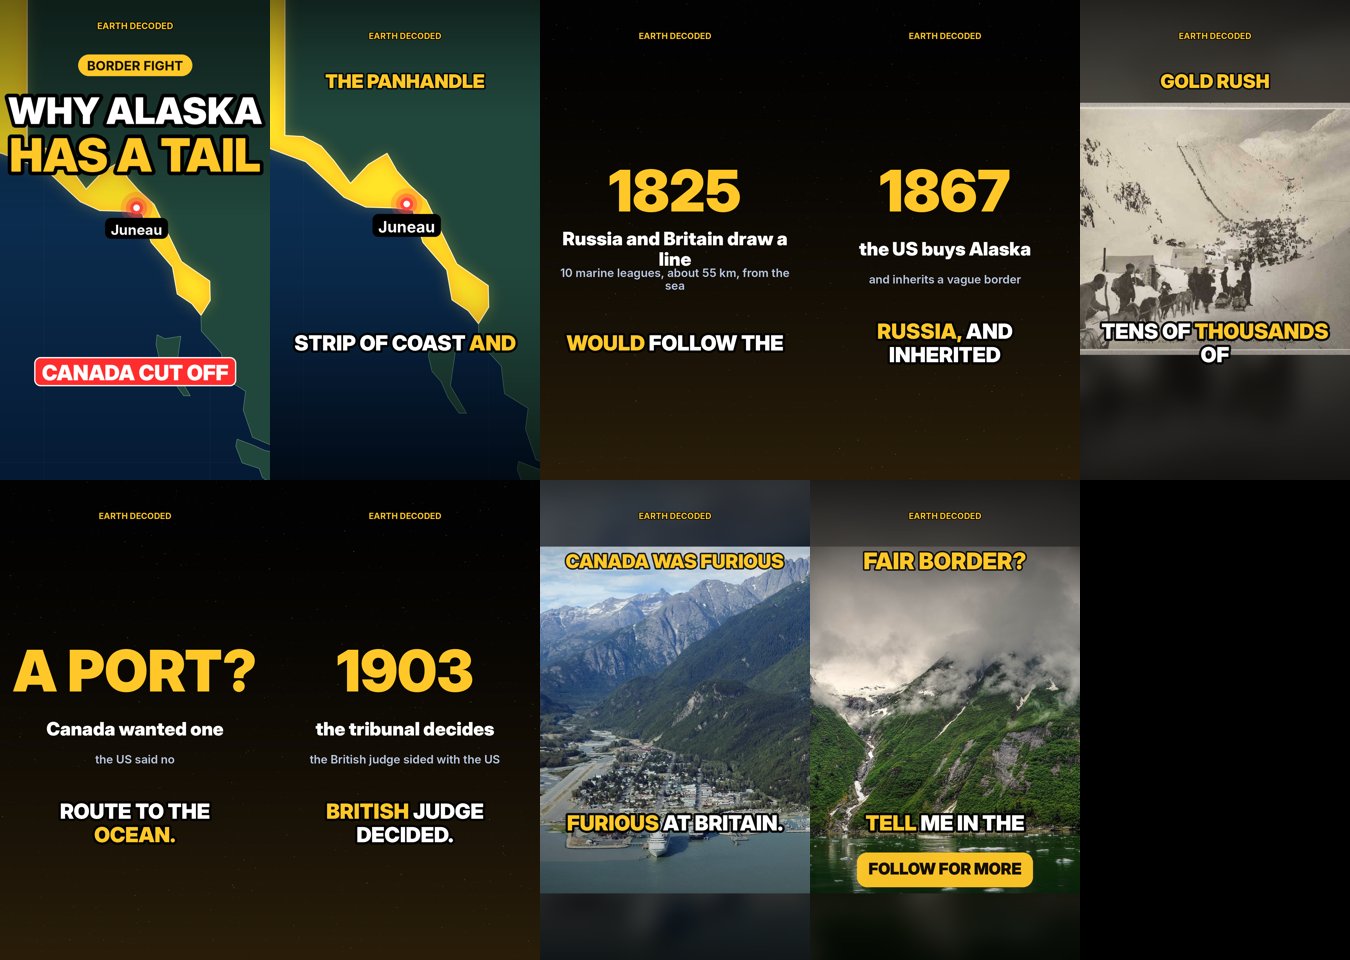 EARTH DECODED
BORDER FIGHT
WHY ALASKA
HAS A TAIL
Juneau
CANADA CUT OFF
EARTH DECODED
THE PANHANDLE
Juneau
STRIP OF COAST AND
EARTH DECODED
1825
Russia and Britain draw a
line
10 marine leagues, about 55 km, from the
sea
WOULD FOLLOW THE
EARTH DECODED
1867
the US buys Alaska
and inherits a vague border
RUSSIA, AND
INHERITED
EARTH DECODED
GOLD RUSH
TENS OF THOUSANDS
OF
EARTH DECODED
A PORT?
Canada wanted one
the US said no
ROUTE TO THE
OCEAN.
EARTH DECODED
1903
the tribunal decides
the British judge sided with the US
BRITISH JUDGE
DECIDED.
EARTH DECODED
CANADA WAS FURIOUS
FURIOUS AT BRITAIN.
EARTH DECODED
FAIR BORDER?
TELL ME IN THE
FOLLOW FOR MORE